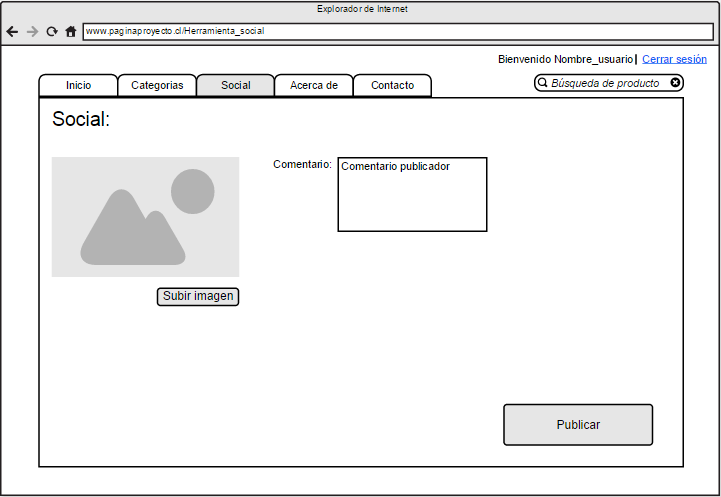 Explorador de Internet
www.paginaproyecto.cl/Herramienta_social
Bienvenido Nombre_usuario | Cerrar sesión
Inicio Categorias Social Acerca de Contacto Búsqueda de producto
Social:
Comentario: Comentario publicador
Subir imagen
Publicar